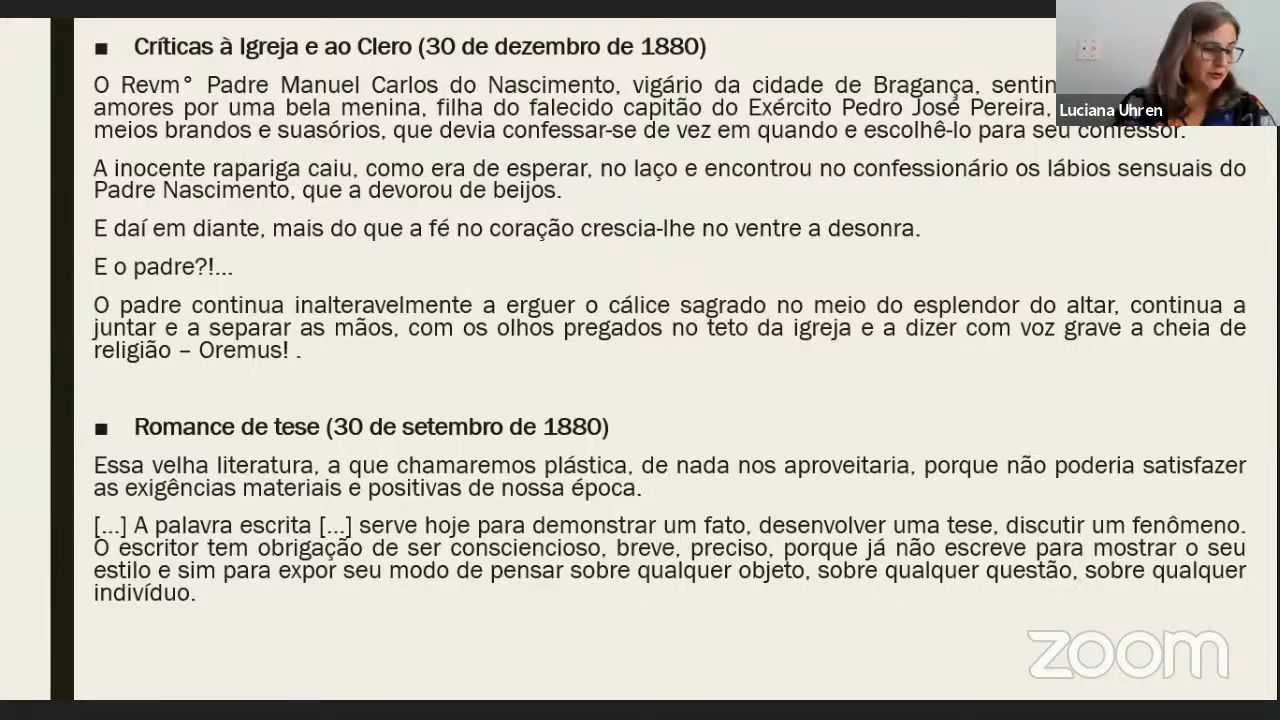 ■ Críticas à Igreja e ao Clero (30 de dezembro de 1880)
O Revm° Padre Manuel Carlos do Nascimento, vigário da cidade de Bragança,
amores por uma bela menina, filha do falecido capitão do Exército Pedro José Pereira,
meios brandos e suasórios, que devia confessar-se de vez em quando e escolhê-lo para seu confessor.
A inocente rapariga caiu, como era de esperar, no laço e encontrou no confessionário os lábios sensuais do
Padre Nascimento, que a devorou de beijos.
E daí em diante, mais do que a fé no coração crescia-lhe no ventre a desonra.
E o padre?!...
O padre continua inalteravelmente a erguer o cálice sagrado no meio do esplendor do altar, continua a
juntar e a separar as mãos, com os olhos pregados no teto da igreja e a dizer com voz grave a cheia de
religião – Oremus! .
■ Romance de tese (30 de setembro de 1880)
Essa velha literatura, a que chamaremos plástica, de nada nos aproveitaria, porque não poderia satisfazer
as exigências materiais e positivas de nossa época.
[...] A palavra escrita [...] serve hoje para demonstrar um fato, desenvolver uma tese, discutir um fenômeno.
O escritor tem obrigação de ser consciencioso, breve, preciso, porque já não escreve para mostrar o seu
estilo e sim para expor seu modo de pensar sobre qualquer objeto, sobre qualquer questão, sobre qualquer
indivíduo.
Luciana Uhren
zoom